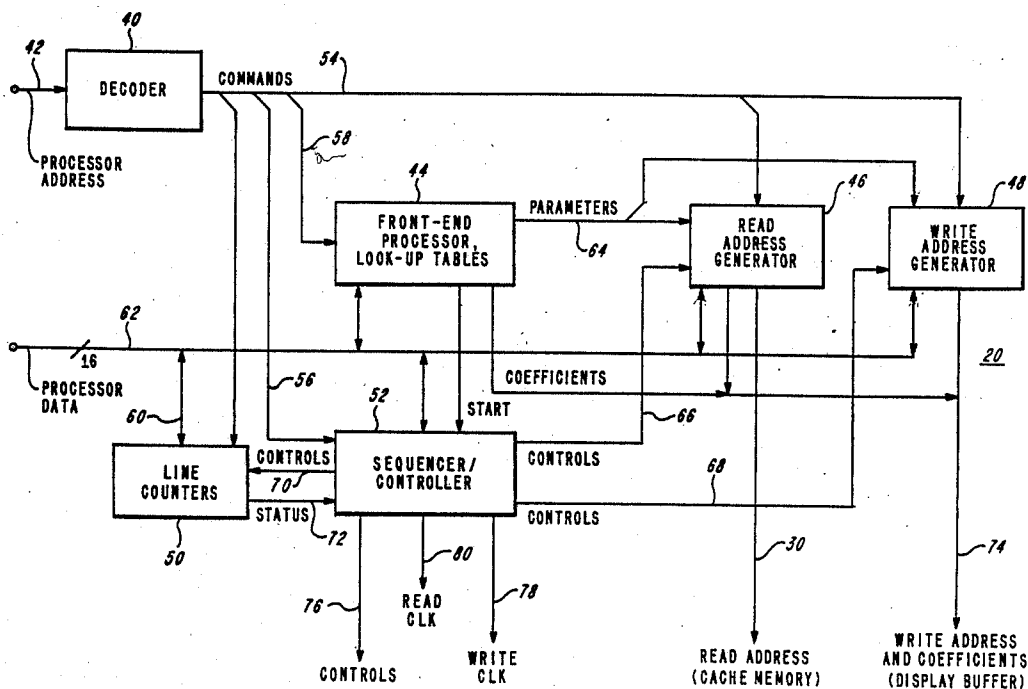 40
42
54
DECODER
COMMANDS
PROCESSOR
ADDRESS
58
44
46
48
FRONT-END
PROCESSOR,
LOOK-UP TABLES
PARAMETERS
64
READ
ADDRESS
GENERATOR
WRITE
ADDRESS
GENERATOR
62
16
PROCESSOR
DATA
20
COEFFICIENTS
60
56
52
START
66
LINE
COUNTERS
CONTROLS
70
STATUS
72
SEQUENCER/
CONTROLLER
CONTROLS
CONTROLS
68
50
76
80
78
30
74
READ
CLK
CONTROLS
WRITE
CLK
READ ADDRESS
(CACHE MEMORY)
WRITE ADDRESS
AND COEFFICIENTS
(DISPLAY BUFFER)